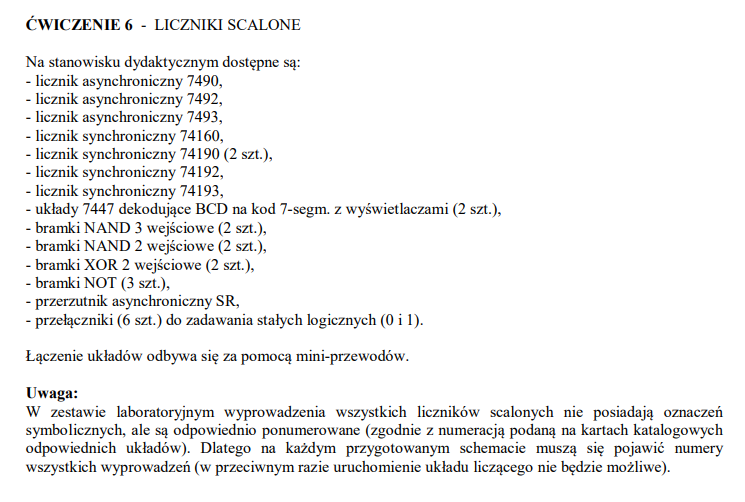 ĆWICZENIE 6 - LICZNIKI SCALONE
Na stanowisku dydaktycznym dostępne są:
- licznik asynchroniczny 7490,
- licznik asynchroniczny 7492,
- licznik asynchroniczny 7493,
- licznik synchroniczny 74160,
- licznik synchroniczny 74190 (2 szt.),
- licznik synchroniczny 74192,
- licznik synchroniczny 74193,
- układy 7447 dekodujące BCD na kod 7-segm. z wyświetlaczami (2 szt.),
- bramki NAND 3 wejściowe (2 szt.),
- bramki NAND 2 wejściowe (2 szt.),
- bramki XOR 2 wejściowe (2 szt.),
- bramki NOT (3 szt.),
- przerzutnik asynchroniczny SR,
- przełączniki (6 szt.) do zadawania stałych logicznych (0 i 1).
Łączenie układów odbywa się za pomocą mini-przewodów.
Uwaga:
W zestawie laboratoryjnym wyprowadzenia wszystkich liczników scalonych nie posiadają oznaczeń
symbolicznych, ale są odpowiednio ponumerowane (zgodnie z numeracją podaną na kartach katalogowych
odpowiednich układów). Dlatego na każdym przygotowanym schemacie muszą się pojawić numery
wszystkich wyprowadzeń (w przeciwnym razie uruchomienie układu liczącego nie będzie możliwe).